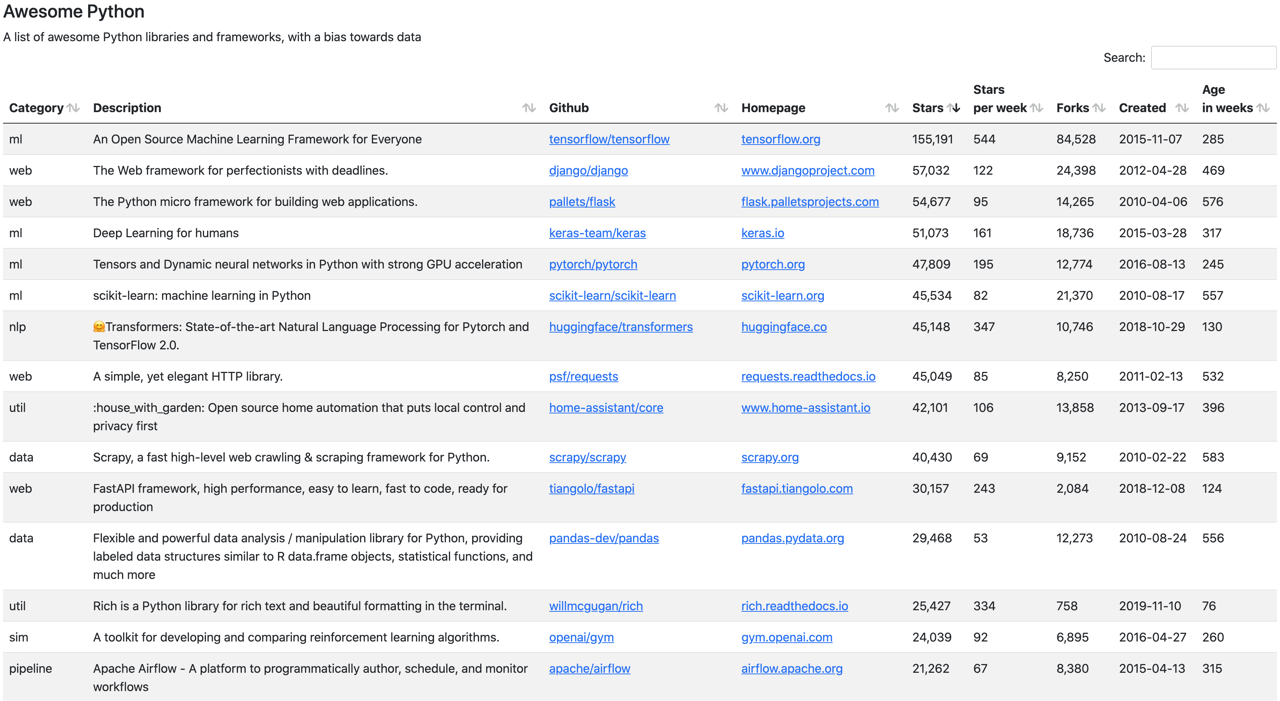 Awesome Python
A list of awesome Python libraries and frameworks, with a bias towards data
Search:
Category Description Github Homepage Stars Stars per week Forks Created Age in weeks
ml An Open Source Machine Learning Framework for Everyone tensorflow/tensorflow tensorflow.org 155,191 544 84,528 2015-11-07 285
web The Web framework for perfectionists with deadlines. django/django www.djangoproject.com 57,032 122 24,398 2012-04-28 469
web The Python micro framework for building web applications. pallets/flask flask.palletsprojects.com 54,677 95 14,265 2010-04-06 576
ml Deep Learning for humans keras-team/keras keras.io 51,073 161 18,736 2015-03-28 317
ml Tensors and Dynamic neural networks in Python with strong GPU acceleration pytorch/pytorch pytorch.org 47,809 195 12,774 2016-08-13 245
ml scikit-learn: machine learning in Python scikit-learn/scikit-learn scikit-learn.org 45,534 82 21,370 2010-08-17 557
nlp 🤗Transformers: State-of-the-art Natural Language Processing for Pytorch and huggingface/transformers huggingface.co 45,148 347 10,746 2018-10-29 130
TensorFlow 2.0.
web A simple, yet elegant HTTP library. psf/requests requests.readthedocs.io 45,049 85 8,250 2011-02-13 532
util :house_with_garden: Open source home automation that puts local control and home-assistant/core www.home-assistant.io 42,101 106 13,858 2013-09-17 396
privacy first
data Scrapy, a fast high-level web crawling & scraping framework for Python. scrapy/scrapy scrapy.org 40,430 69 9,152 2010-02-22 583
web FastAPI framework, high performance, easy to learn, fast to code, ready for tiangolo/fastapi fastapi.tiangolo.com 30,157 243 2,084 2018-12-08 124
production
data Flexible and powerful data analysis / manipulation library for Python, providing pandas-dev/pandas pandas.pydata.org 29,468 53 12,273 2010-08-24 556
labeled data structures similar to R data.frame objects, statistical functions, and
much more
util Rich is a Python library for rich text and beautiful formatting in the terminal. willmcgugan/rich rich.readthedocs.io 25,427 334 758 2019-11-10 76
sim A toolkit for developing and comparing reinforcement learning algorithms. openai/gym gym.openai.com 24,039 92 6,895 2016-04-27 260
pipeline Apache Airflow - A platform to programmatically author, schedule, and monitor apache/airflow airflow.apache.org 21,262 67 8,380 2015-04-13 315
workflows